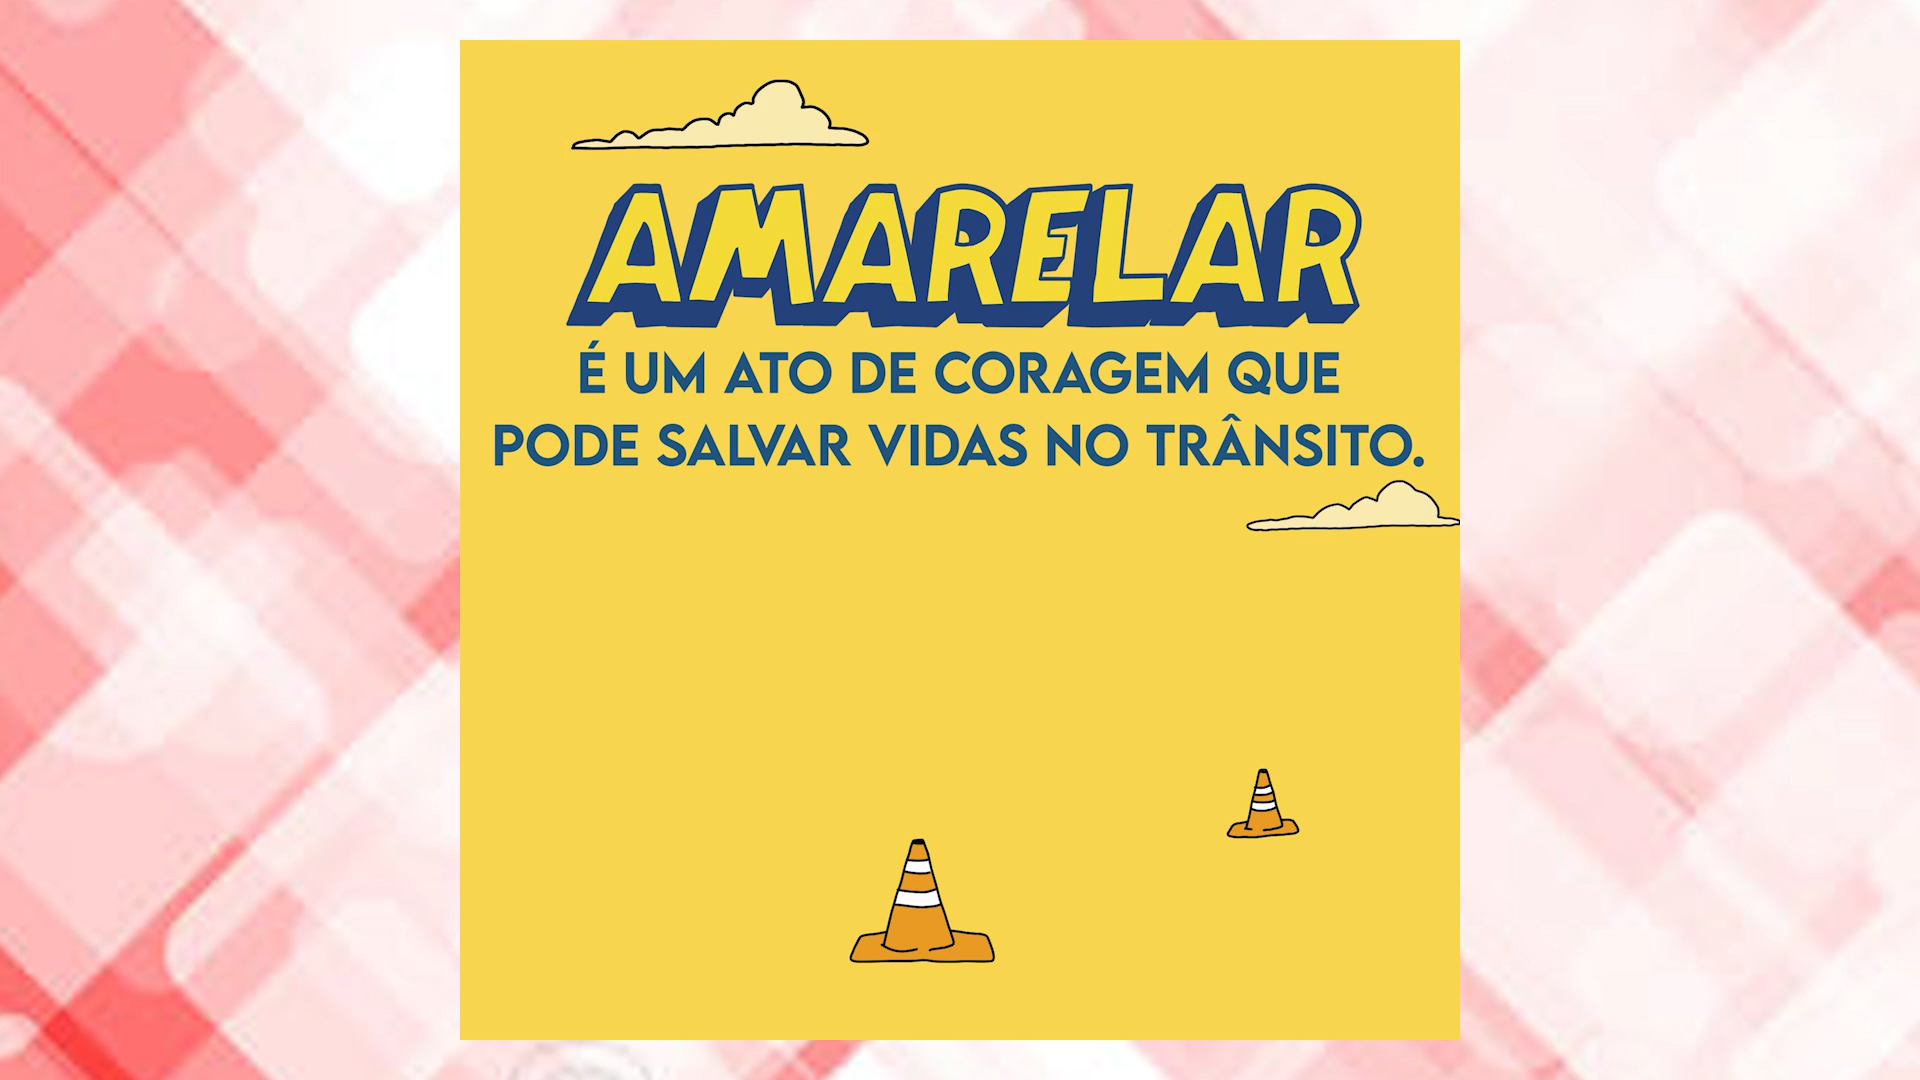 AMARELAR
É UM ATO DE CORAGEM QUE
PODE SALVAR VIDAS NO TRÂNSITO.